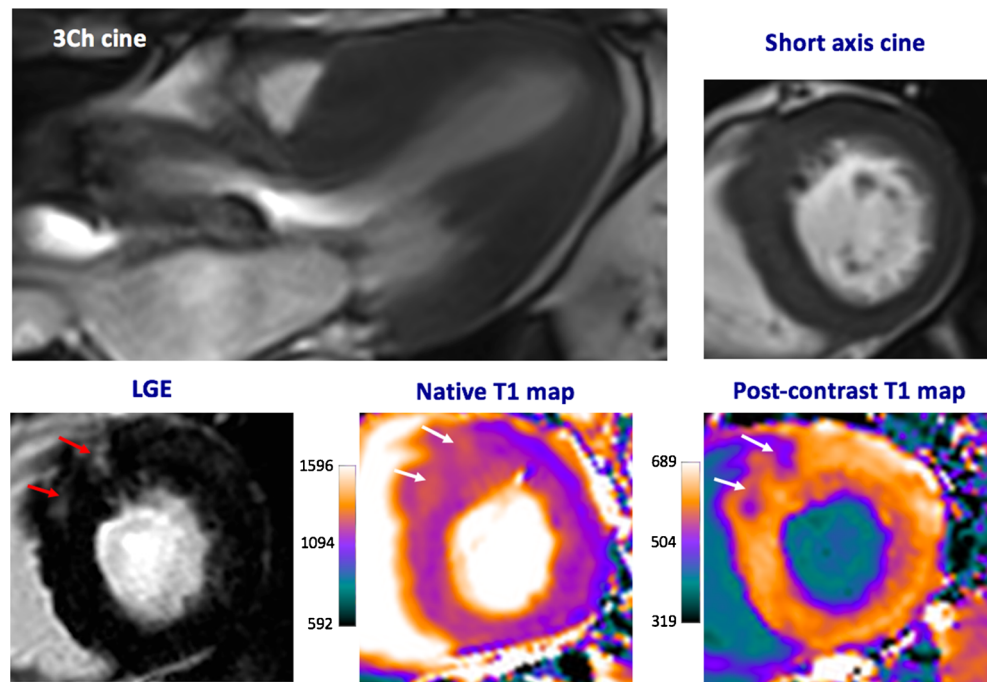 3Ch cine
Short axis cine
LGE
Native T1 map
Post-contrast T1 map
1596
1094
592
689
504
319